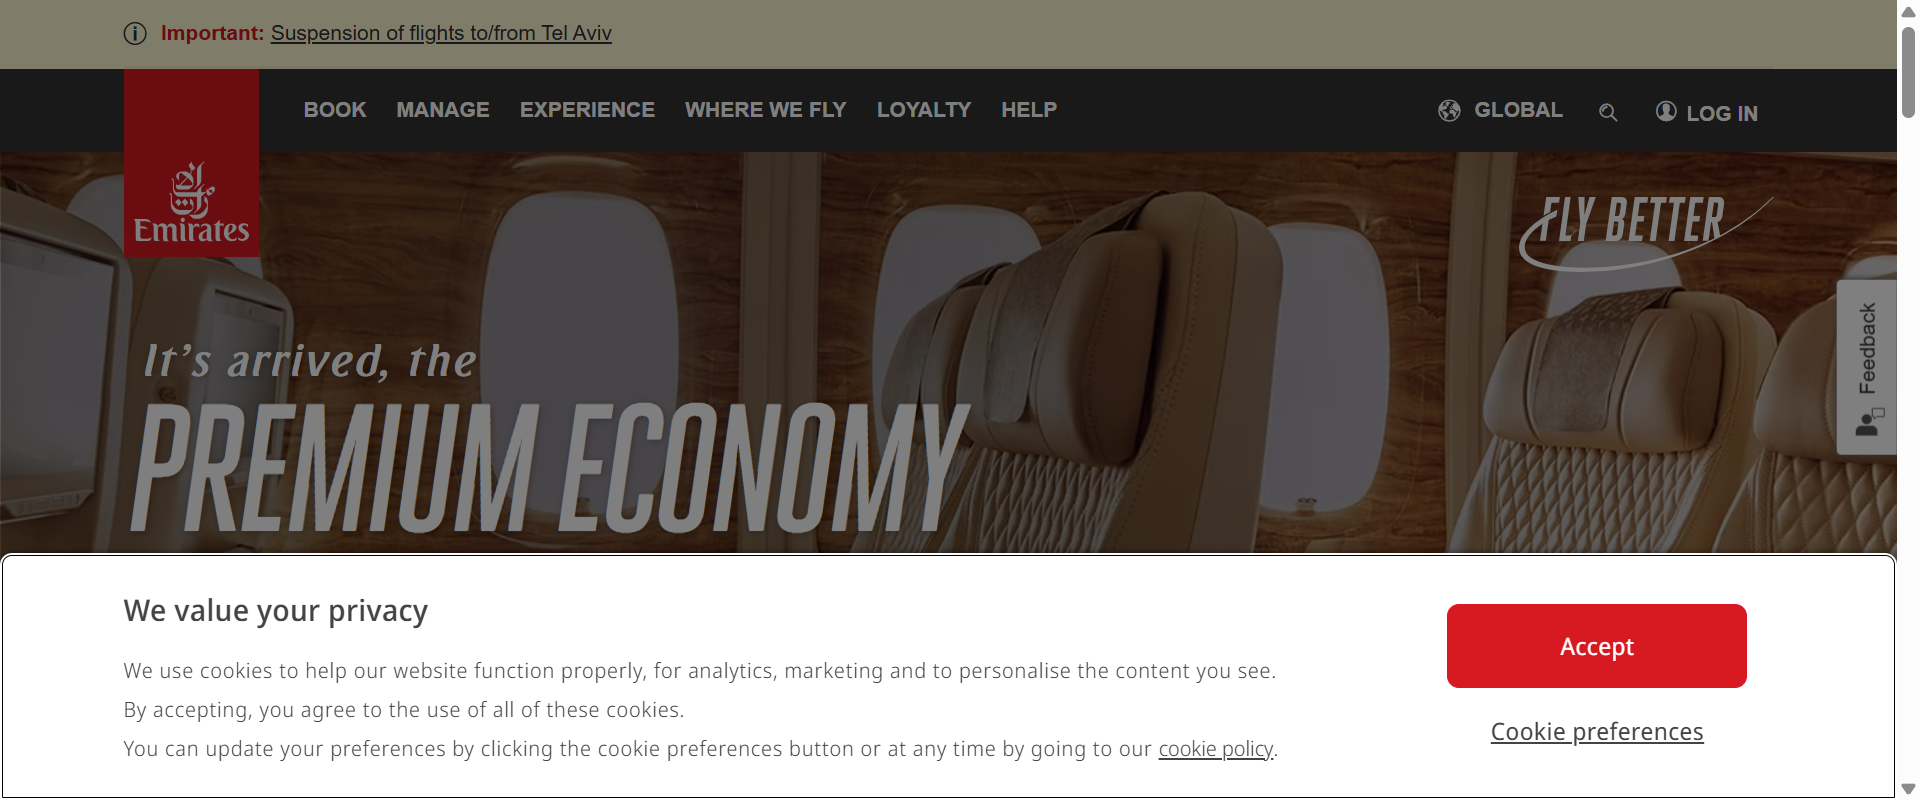 Important: Suspension of flights to/from Tel Aviv
BOOK MANAGE EXPERIENCE WHERE WE FLY LOYALTY HELP GLOBAL LOG IN
Emirates
FLY BETTER
Feedback
It's arrived, the
PREMIUM ECONOMY
We value your privacy
We use cookies to help our website function properly, for analytics, marketing and to personalise the content you see.
By accepting, you agree to the use of all of these cookies.
You can update your preferences by clicking the cookie preferences button or at any time by going to our cookie policy.
Accept
Cookie preferences